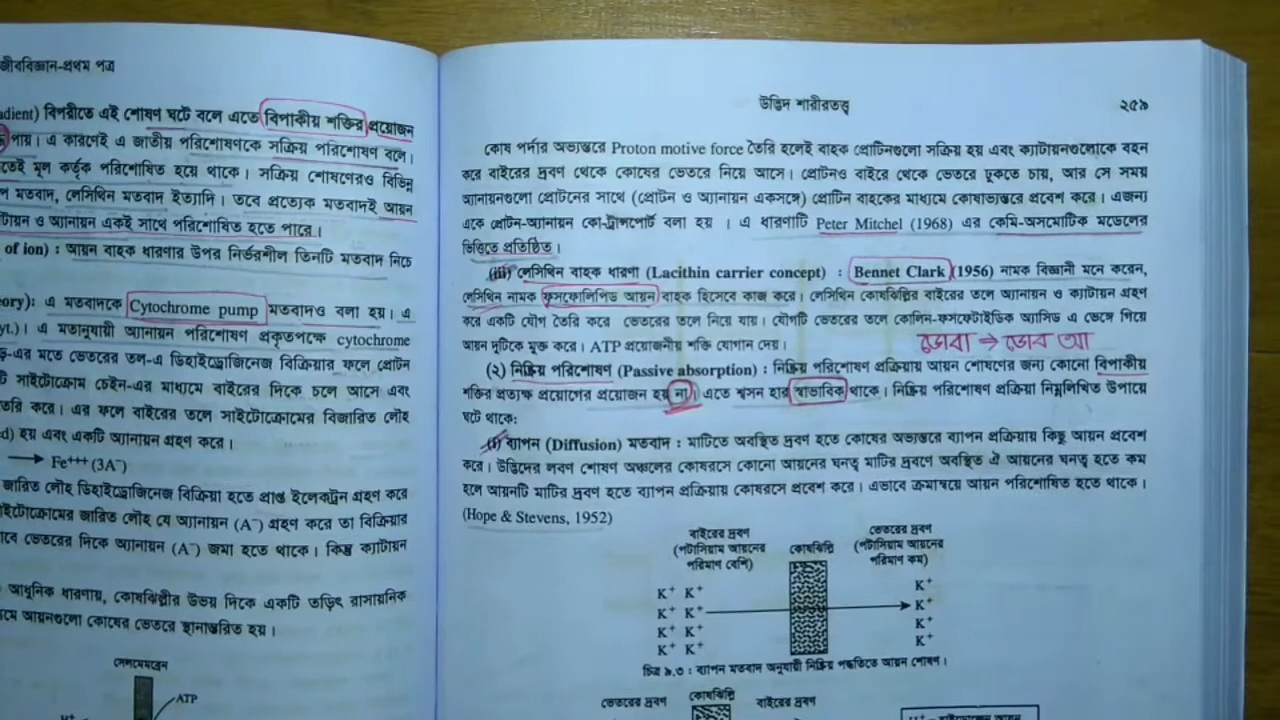 জীববিজ্ঞান-প্রথম পত্র
adient) বিপরীতে এই শোষণ ঘটে বলে এতে বিপাকীয় শক্তির প্রয়োজন
পায়। এ কারণেই এ জাতীয় পরিশোষণকে সক্রিয় পরিশোষণ বলে।
তেই মূল কর্তৃক পরিশোষিত হয়ে থাকে। সক্রিয় শোষণেরও বিভিন্ন
প মতবাদ, লেসিথিন মতবাদ ইত্যাদি। তবে প্রত্যেক মতবাদই আয়ন
টায়ন ও অ্যানায়ন একই সাথে পরিশোষিত হতে পারে।
of ion) : আয়ন বাহক ধারণার উপর নির্ভরশীল তিনটি মতবাদ নিচে
eory): এ মতবাদকে Cytochrome pump মতবাদও বলা হয়। এ
yt.)। এ মতানুযায়ী অ্যানায়ন পরিশোষণ প্রকৃতপক্ষে cytochrome
-এর মতে ভেতরের তল-এ ডিহাইড্রোজিনেজ বিক্রিয়ার ফলে প্রোটন
টি সাইটোক্রোম চেইন-এর মাধ্যমে বাইরের দিকে চলে আসে এবং
তরি করে। এর ফলে বাইরের তলে সাইটোক্রোমের বিজারিত লৌহ
ed) হয় এবং একটি অ্যানায়ন গ্রহণ করে।
⟶ Fe+++ (3A⁻)
জারিত লৌহ ডিহাইড্রোজিনেজ বিক্রিয়া হতে প্রাপ্ত ইলেকট্রন গ্রহণ করে
াইটোক্রোমের জারিত লৌহ যে অ্যানায়ন (A⁻) গ্রহণ করে তা বিক্রিয়ার
াবে ভেতরের দিকে অ্যানায়ন (A⁻) জমা হতে থাকে। কিন্তু ক্যাটায়ন
আধুনিক ধারণায়, কোষঝিল্লীর উভয় দিকে একটি তড়িৎ রাসায়নিক
মে আয়নগুলো কোষের ভেতরে স্থানান্তরিত হয়।
সেলমেমব্রেন
ATP
উদ্ভিদ শারীরতত্ত্ব ২৫৯
কোষ পর্দার অভ্যন্তরে Proton motive force তৈরি হলেই বাহক প্রোটিনগুলো সক্রিয় হয় এবং ক্যাটায়নগুলোকে বহন
করে বাইরের দ্রবণ থেকে কোষের ভেতরে নিয়ে আসে। প্রোটনও বাইরে থেকে ভেতরে ঢুকতে চায়, আর সে সময়
অ্যানায়নগুলো প্রোটনের সাথে (প্রোটন ও অ্যানায়ন একসঙ্গে) প্রোটিন বাহকের মাধ্যমে কোষাভ্যন্তরে প্রবেশ করে। এজন্য
একে প্রোটন-অ্যানায়ন কো-ট্রান্সপোর্ট বলা হয় । এ ধারণাটি Peter Mitchel (1968) এর কেমি-অসমোটিক মডেলের
ভিত্তিতে প্রতিষ্ঠিত।
(iii) লেসিথিন বাহক ধারণা (Lacithin carrier concept) : Bennet Clark (1956) নামক বিজ্ঞানী মনে করেন,
লেসিথিন নামক ফসফোলিপিড আয়ন বাহক হিসেবে কাজ করে। লেসিথিন কোষঝিল্লির বাইরের তলে অ্যানায়ন ও ক্যাটায়ন গ্রহণ
করে একটি যৌগ তৈরি করে ভেতরের তলে নিয়ে যায়। যৌগটি ভেতরের তলে কোলিন-ফসফেটাইডিক অ্যাসিড এ ভেঙ্গে গিয়ে
আয়ন দুটিকে মুক্ত করে। ATP প্রয়োজনীয় শক্তি যোগান দেয়।
(২) নিষ্ক্রিয় পরিশোষণ (Passive absorption) : নিষ্ক্রিয় পরিশোষণ প্রক্রিয়ায় আয়ন শোষণের জন্য কোনো বিপাকীয়
শক্তির প্রত্যক্ষ প্রয়োগের প্রয়োজন হয় না। এতে শ্বসন হার স্বাভাবিক থাকে। নিষ্ক্রিয় পরিশোষণ প্রক্রিয়া নিম্নলিখিত উপায়ে
ঘটে থাকে:
(i) ব্যাপন (Diffusion) মতবাদ : মাটিতে অবস্থিত দ্রবণ হতে কোষের অভ্যন্তরে ব্যাপন প্রক্রিয়ায় কিছু আয়ন প্রবেশ
করে। উদ্ভিদের লবণ শোষণ অঞ্চলের কোষরসে কোনো আয়নের ঘনত্ব মাটির দ্রবণে অবস্থিত ঐ আয়নের ঘনত্ব হতে কম
হলে আয়নটি মাটির দ্রবণ হতে ব্যাপন প্রক্রিয়ায় কোষরসে প্রবেশ করে। এভাবে ক্রমান্বয়ে আয়ন পরিশোষিত হতে থাকে।
(Hope & Stevens, 1952)
বাইরের দ্রবণ কোষঝিল্লি ভেতরের দ্রবণ
(পটাসিয়াম আয়নের (পটাসিয়াম আয়নের
পরিমাণ বেশি) পরিমাণ কম)
K⁺ K⁺ K⁺
K⁺ K⁺ K⁺
K⁺ K⁺ K⁺
K⁺ K⁺ K⁺
চিত্র ৯.৩ : ব্যাপন মতবাদ অনুযায়ী নিষ্ক্রিয় পদ্ধতিতে আয়ন শোষণ।
ভেতরের দ্রবণ কোষঝিল্লি বাইরের দ্রবণ